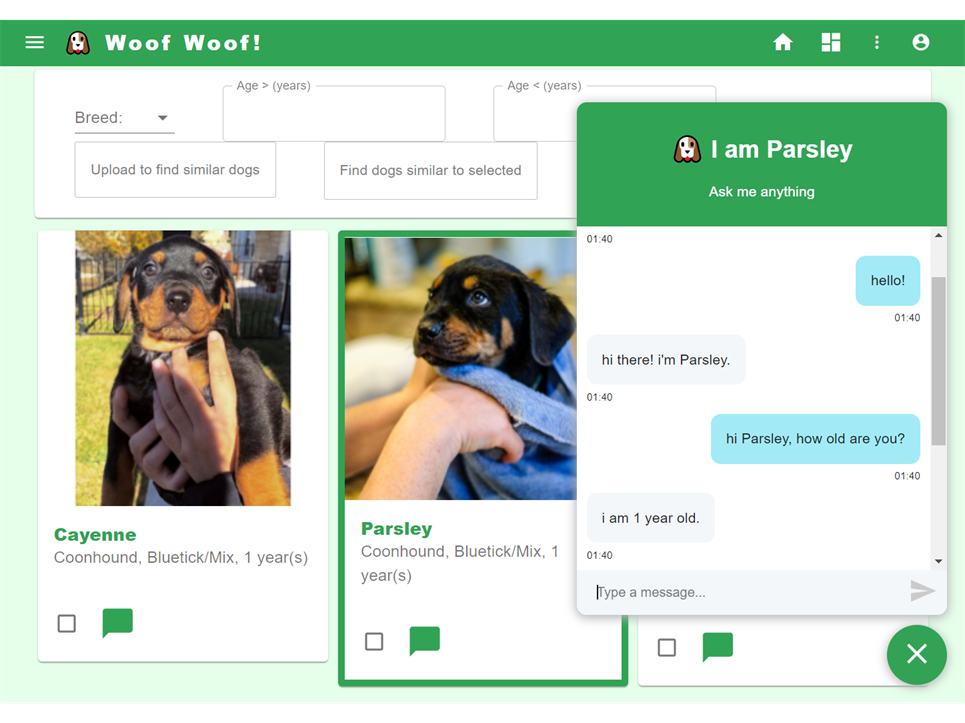 Woof Woof!
Age > (years)
Age < (years)
Breed:
Upload to find similar dogs
Find dogs similar to selected
Cayenne
Coonhound, Bluetick/Mix, 1 year(s)
Parsley
Coonhound, Bluetick/Mix, 1
year(s)
I am Parsley
Ask me anything
01:40
hello!
01:40
hi there! i'm Parsley.
01:40
hi Parsley, how old are you?
01:40
i am 1 year old.
01:40
Type a message...